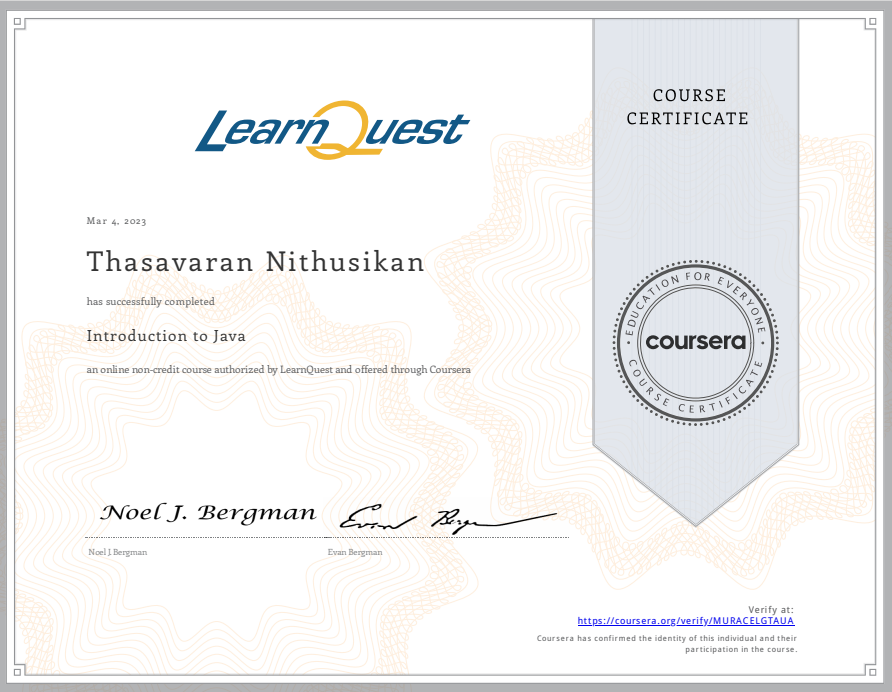 LearnQuest
COURSE
CERTIFICATE
Mar 4, 2023
Thasavaran Nithusikan
has successfully completed
Introduction to Java
an online non-credit course authorized by LearnQuest and offered through Coursera
EDUCATION FOR EVERYONE
coursera
COURSE CERTIFICATE
Noel J. Bergman
Evan Bergman
Noel J. Bergman
Evan Bergman
Verify at:
https://coursera.org/verify/MURACELGTAUA
Coursera has confirmed the identity of this individual and their
participation in the course.